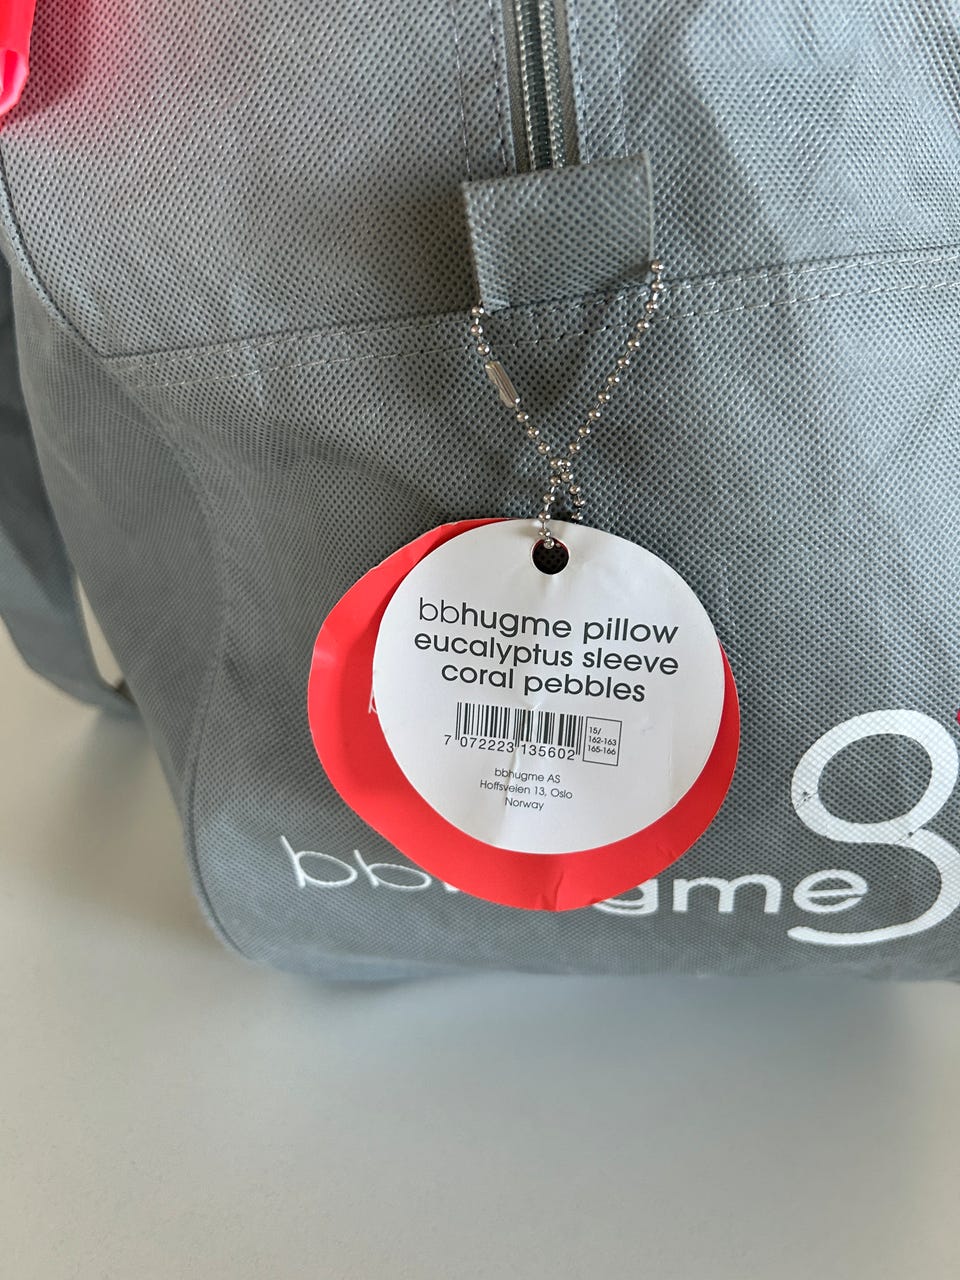 bbhugme pillow
eucalyptus sleeve
coral pebbles
7 072223 135602
15/
162-163
165-166
bbhugme AS
Hoffsveien 13, Oslo
Norway
bbhugme